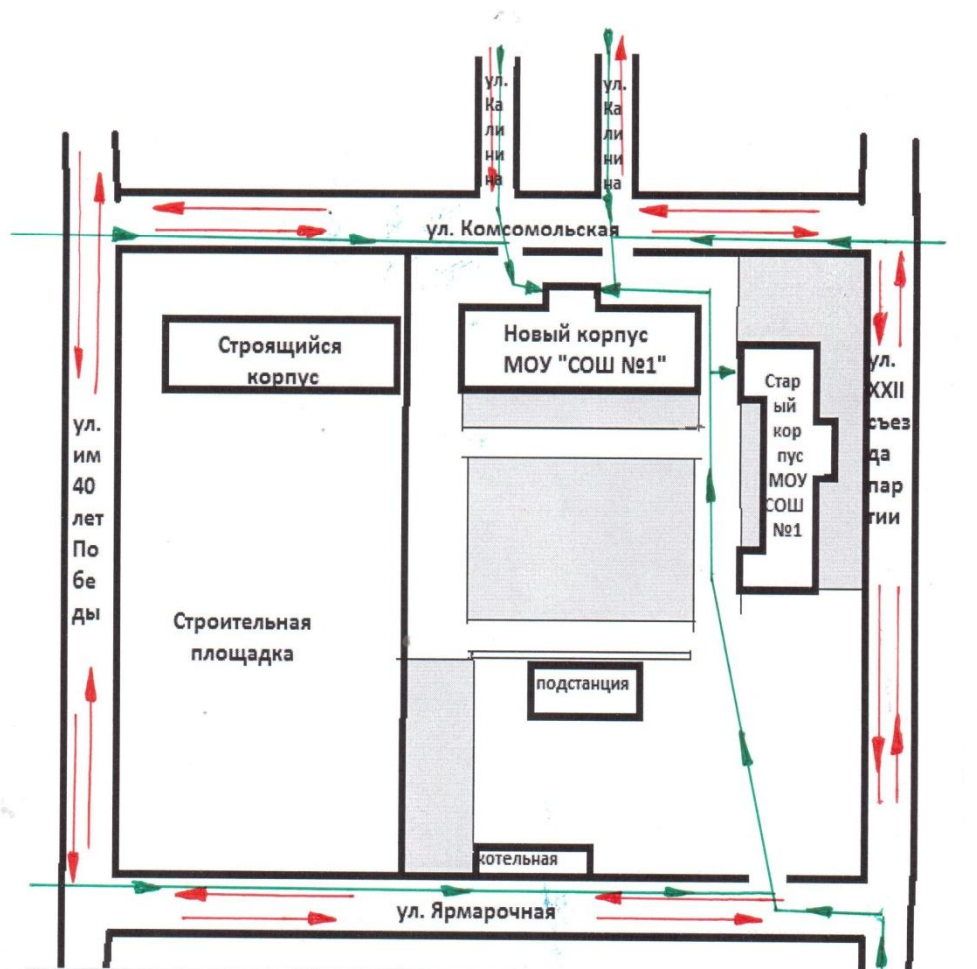 ул.
Ка
ли
ни
на
ул.
Ка
ли
ни
на
ул. Комсомольская
Строящийся
корпус
Новый корпус
МОУ "СОШ №1"
Стар
ый
кор
пус
МОУ
СОШ
№1
ул.
XXII
съез
да
пар
тии
ул.
им
40
лет
По
бе
ды
Строительная
площадка
подстанция
котельная
ул. Ярмарочная